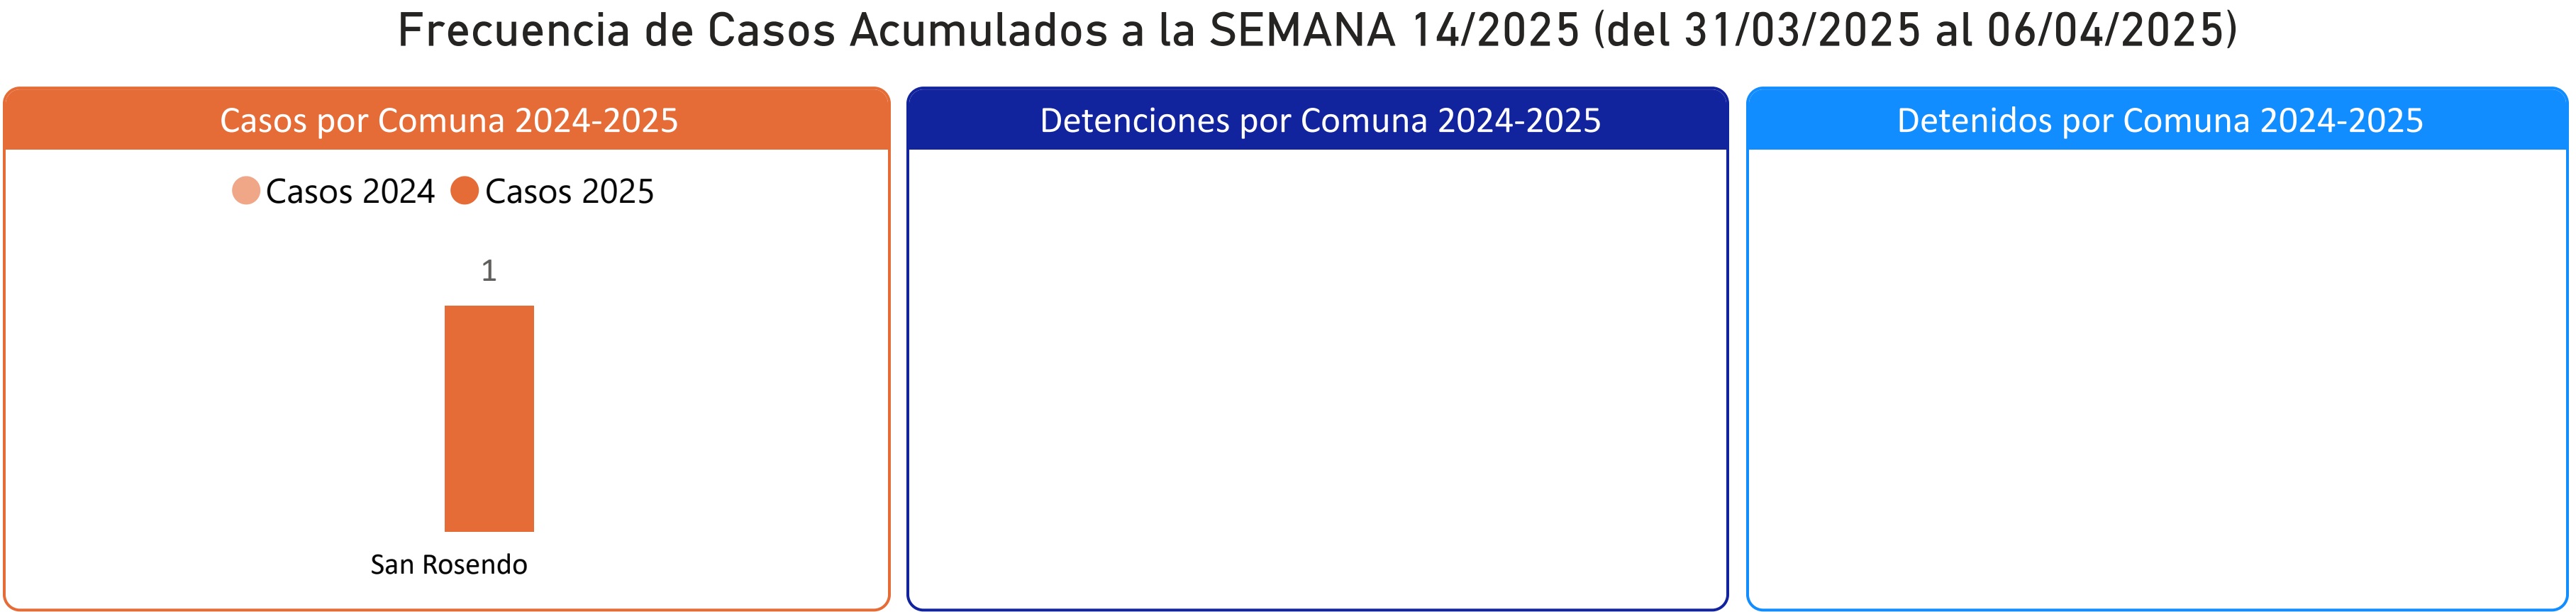 Frecuencia de Casos Acumulados a la SEMANA 14/2025 (del 31/03/2025 al 06/04/2025)
Casos por Comuna 2024-2025
Casos 2024 Casos 2025
1
San Rosendo
Detenciones por Comuna 2024-2025
Detenidos por Comuna 2024-2025